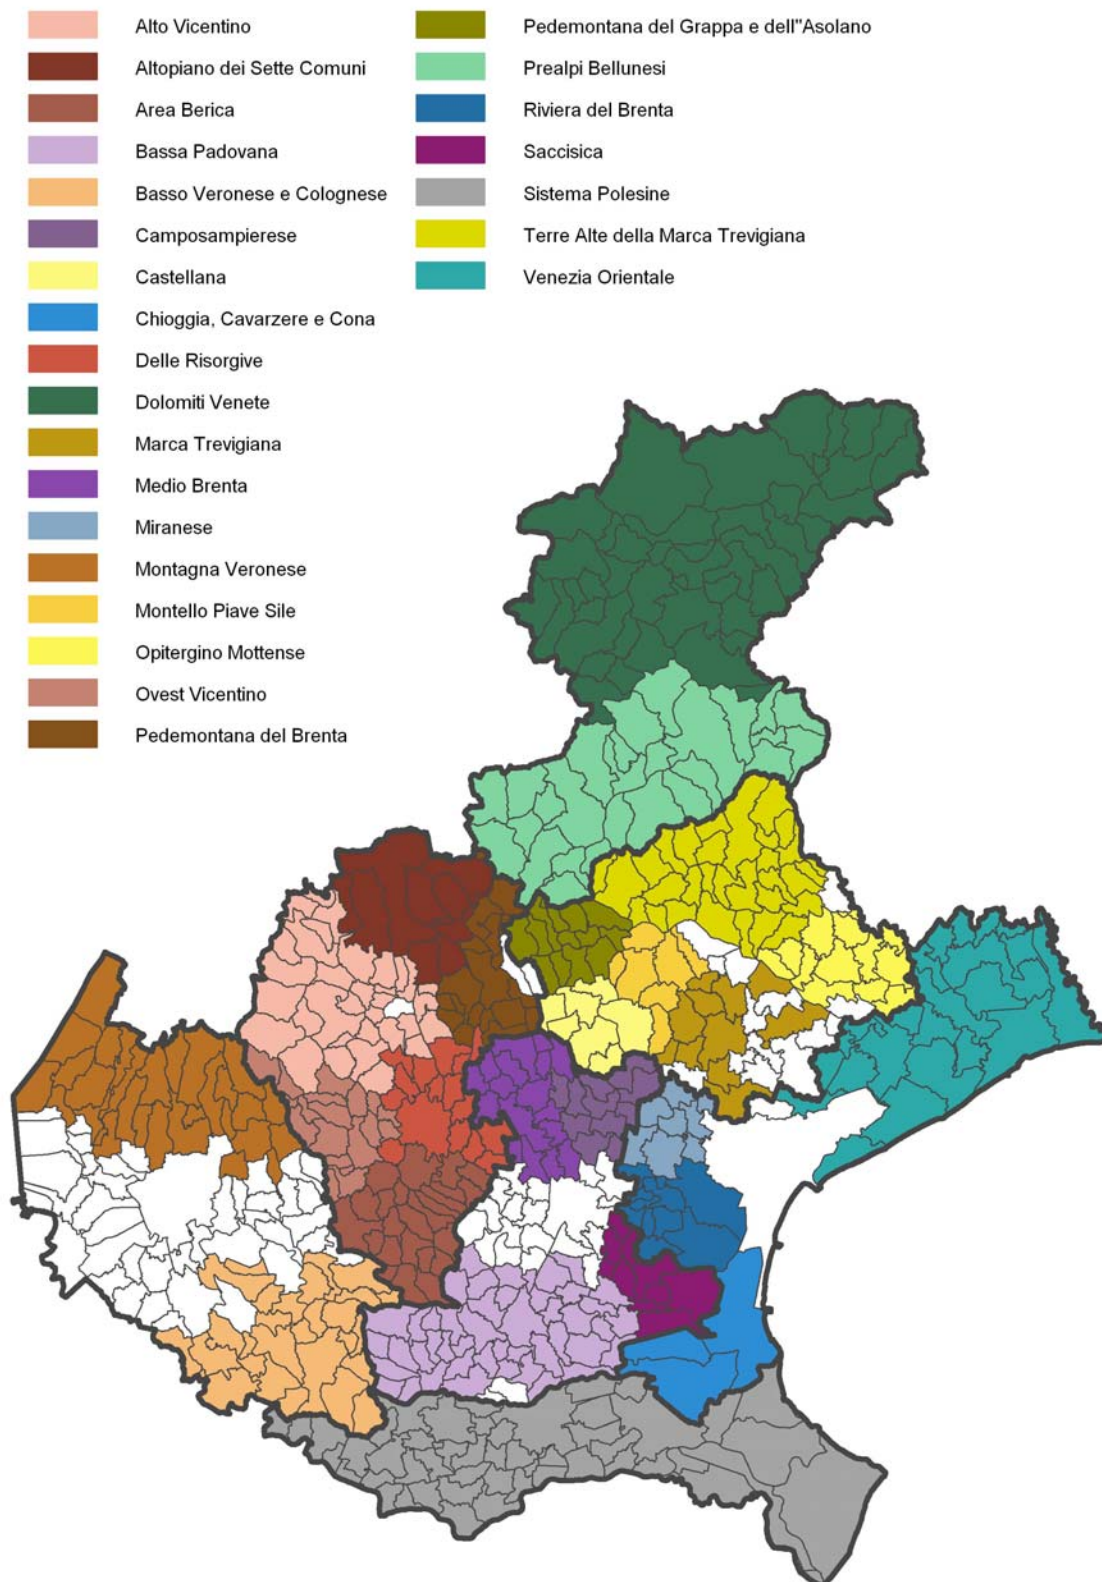 Alto Vicentino
Altopiano dei Sette Comuni
Area Berica
Bassa Padovana
Basso Veronese e Colognese
Camposampierese
Castellana
Chioggia, Cavarzere e Cona
Delle Risorgive
Dolomiti Venete
Marca Trevigiana
Medio Brenta
Miranese
Montagna Veronese
Montello Piave Sile
Opitergino Mottense
Ovest Vicentino
Pedemontana del Brenta
Pedemontana del Grappa e dell"Asolano
Prealpi Bellunesi
Riviera del Brenta
Saccisica
Sistema Polesine
Terre Alte della Marca Trevigiana
Venezia Orientale